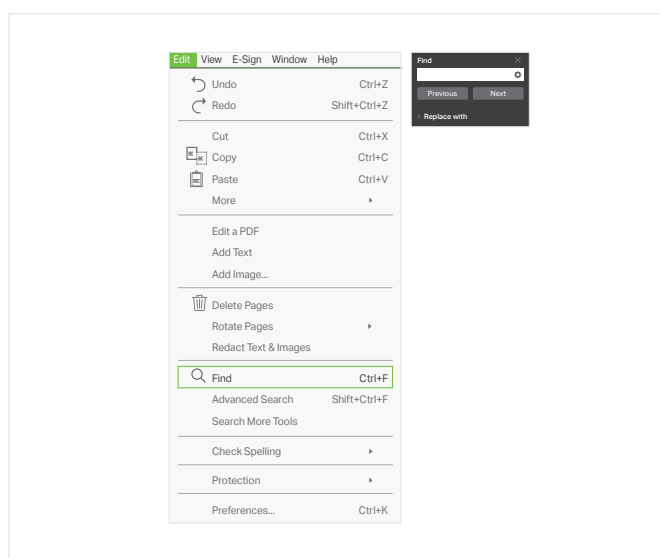 Edit View E-Sign Window Help
Undo Ctrl+Z
Redo Shift+Ctrl+Z
Cut Ctrl+X
Copy Ctrl+C
Paste Ctrl+V
More
Edit a PDF
Add Text
Add Image...
Delete Pages
Rotate Pages
Redact Text & Images
Find Ctrl+F
Advanced Search Shift+Ctrl+F
Search More Tools
Check Spelling
Protection
Preferences... Ctrl+K
Find
Previous Next
Replace with